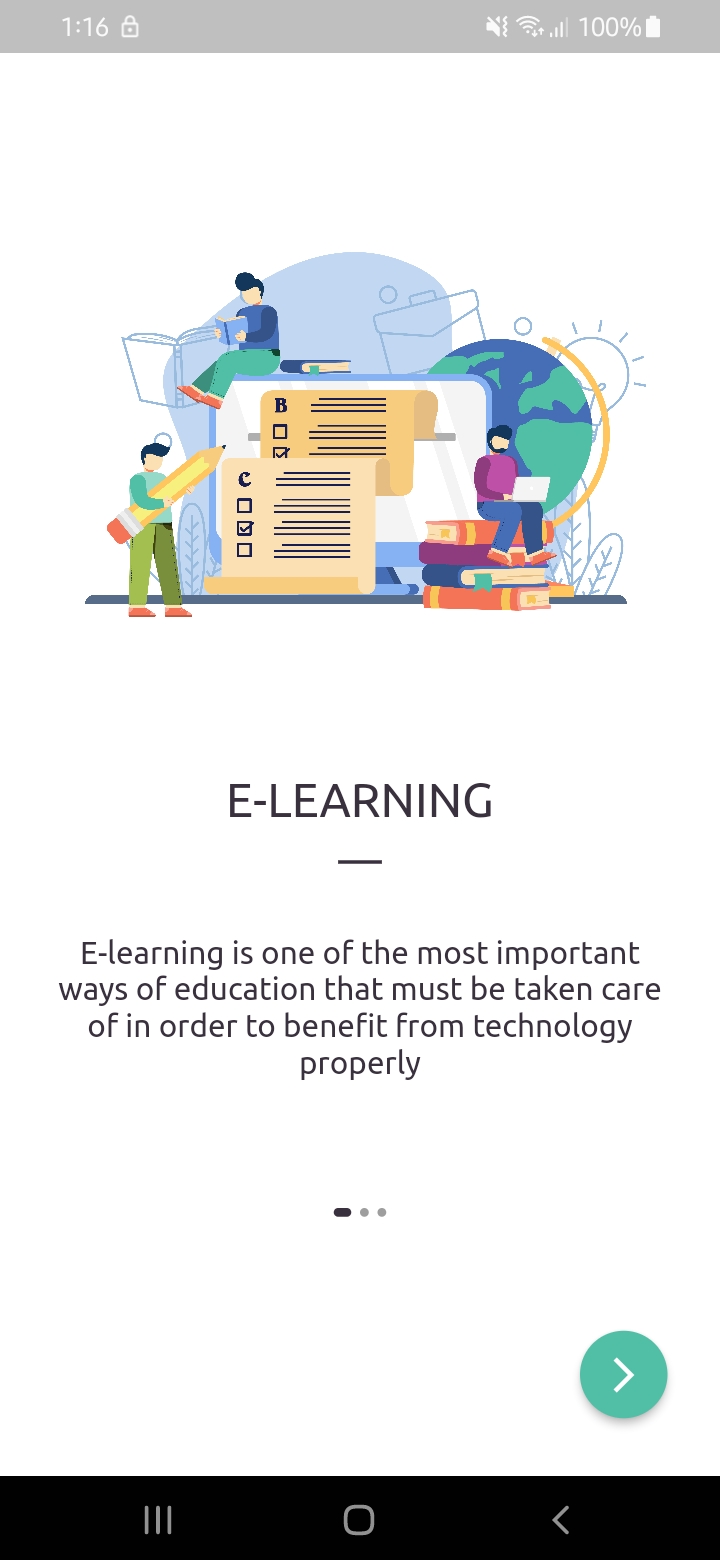 1:16 100%
B
C
E-LEARNING
E-learning is one of the most important
ways of education that must be taken care
of in order to benefit from technology
properly